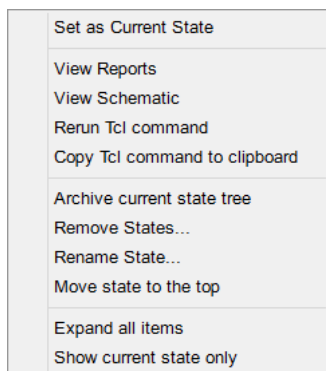 Set as Current State
View Reports
View Schematic
Rerun Tcl command
Copy Tcl command to clipboard
Archive current state tree
Remove States...
Rename State...
Move state to the top
Expand all items
Show current state only